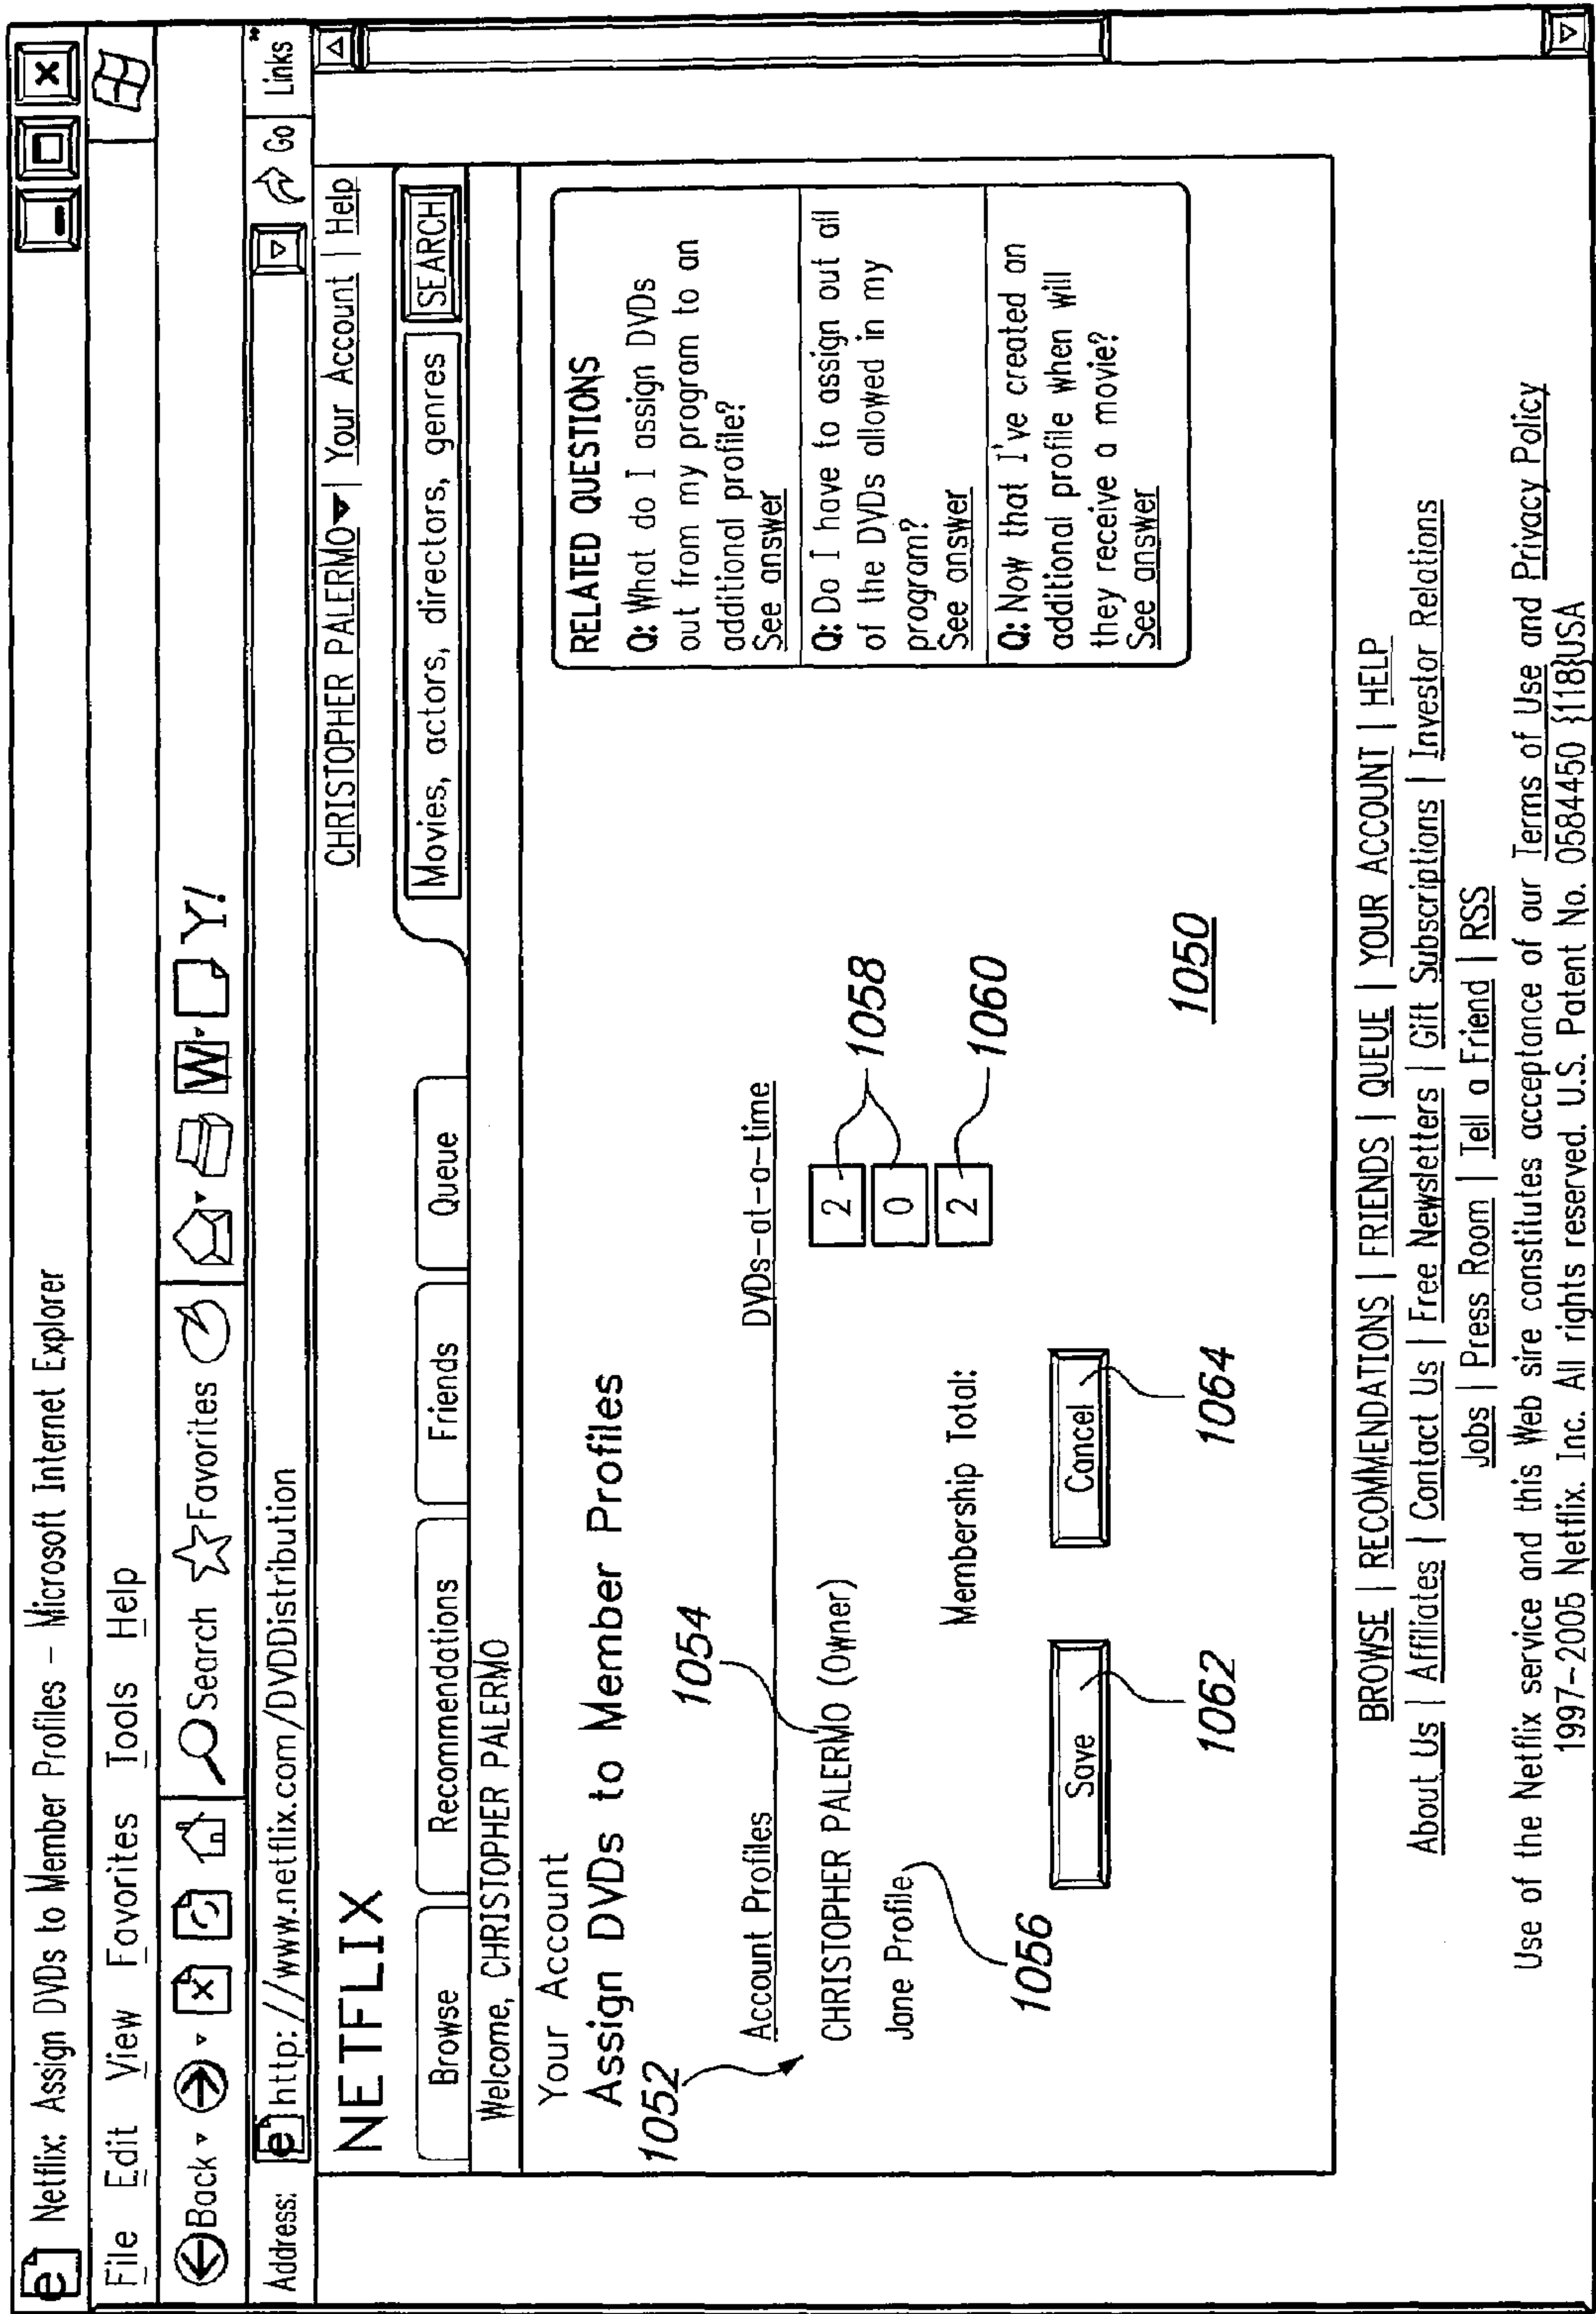 Netflix: Assign DVDs to Member Profiles – Microsoft Internet Explorer
File Edit View Favorites Tools Help
Back Search Favorites W Y!
Address: http://www.netflix.com/DVDDistribution Go Links "
NETFLIX
CHRISTOPHER PALERMO | Your Account | Help
Browse Recommendations Friends Queue Movies, actors, directors, genres SEARCH
Welcome, CHRISTOPHER PALERMO
Your Account
Assign DVDs to Member Profiles
1052
1054
Account Profiles DVDs-at-a-time
CHRISTOPHER PALERMO (Owner) 2
1058
Jane Profile 0
1056
Membership Total: 2
1060
Save Cancel
1062
1064
1050
RELATED QUESTIONS
Q: What do I assign DVDs
out from my program to an
additional profile?
See answer
Q: Do I have to assign out all
of the DVDs allowed in my
program?
See answer
Q: Now that I've created an
additional profile when will
they receive a movie?
See answer
BROWSE | RECOMMENDATIONS | FRIENDS | QUEUE | YOUR ACCOUNT | HELP
About Us | Affiliates | Contact Us | Free Newsletters | Gift Subscriptions | Investor Relations
Jobs | Press Room | Tell a Friend | RSS
Use of the Netflix service and this Web sire constitutes acceptance of our Terms of Use and Privacy Policy
1997-2005 Netflix. Inc. All rights reserved. U.S. Patent No. 0584450 {118}USA